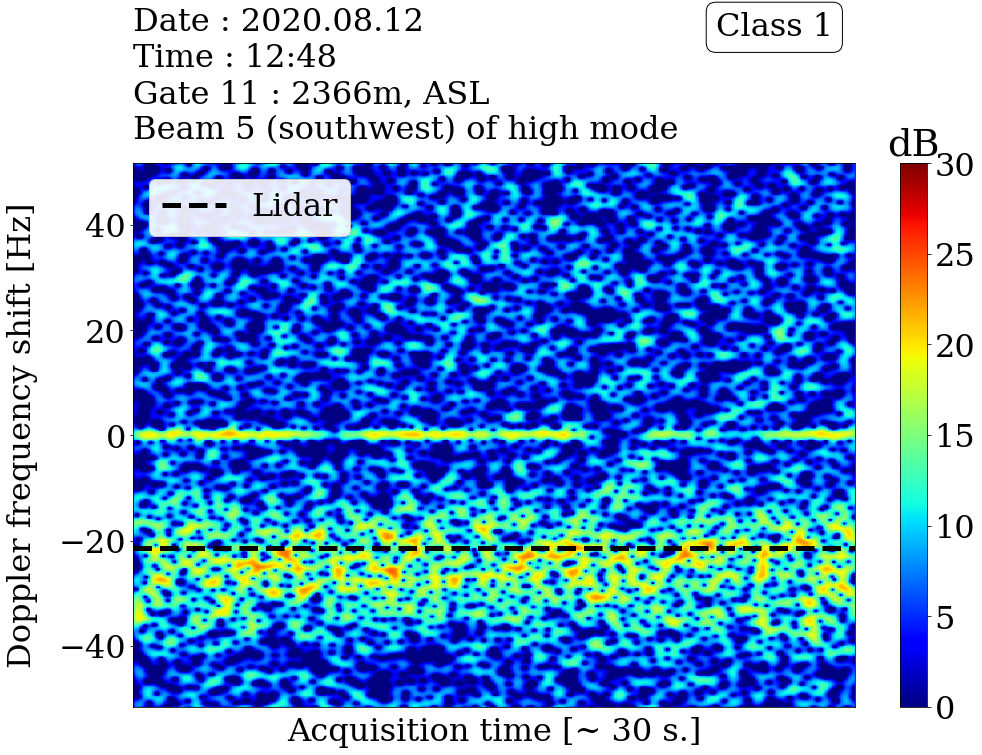 Date : 2020.08.12
Time : 12:48
Gate 11 : 2366m, ASL
Beam 5 (southwest) of high mode
Class 1
dB
Lidar
Doppler frequency shift [Hz]
40
20
0
−20
−40
Acquisition time [~ 30 s.]
30
25
20
15
10
5
0